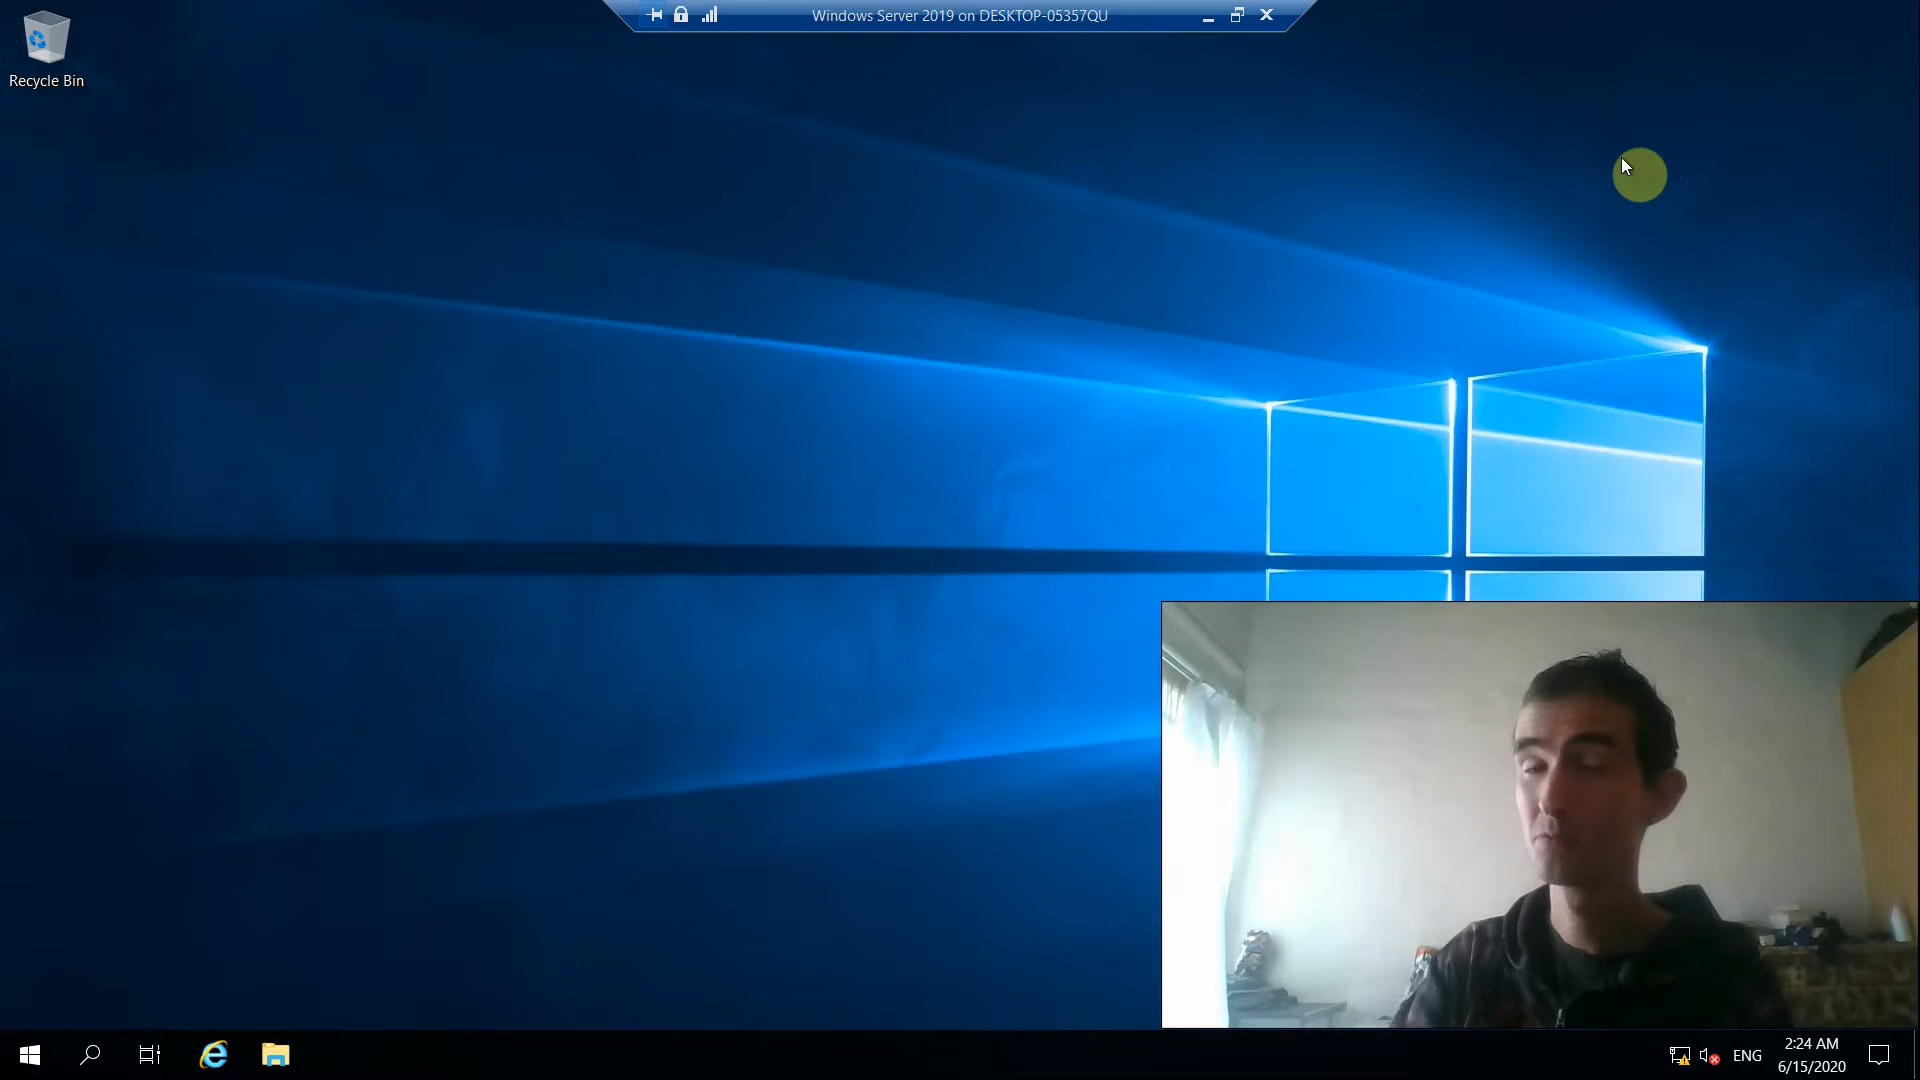 Windows Server 2019 on DESKTOP-05357QU
Recycle Bin
ENG
2:24 AM
6/15/2020